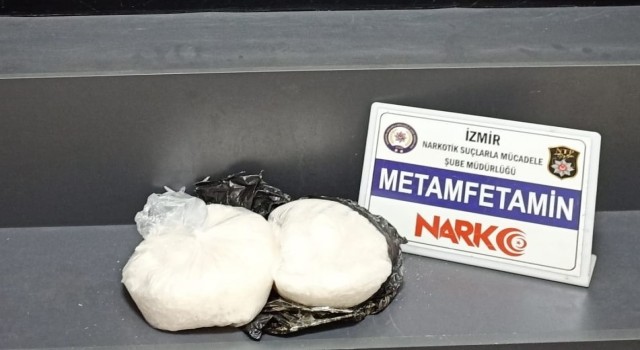 İZMİR
NARKOTİK SUÇLARLA MÜCADELE
ŞUBE MÜDÜRLÜĞÜ
METAMFETAMİN
NARKO